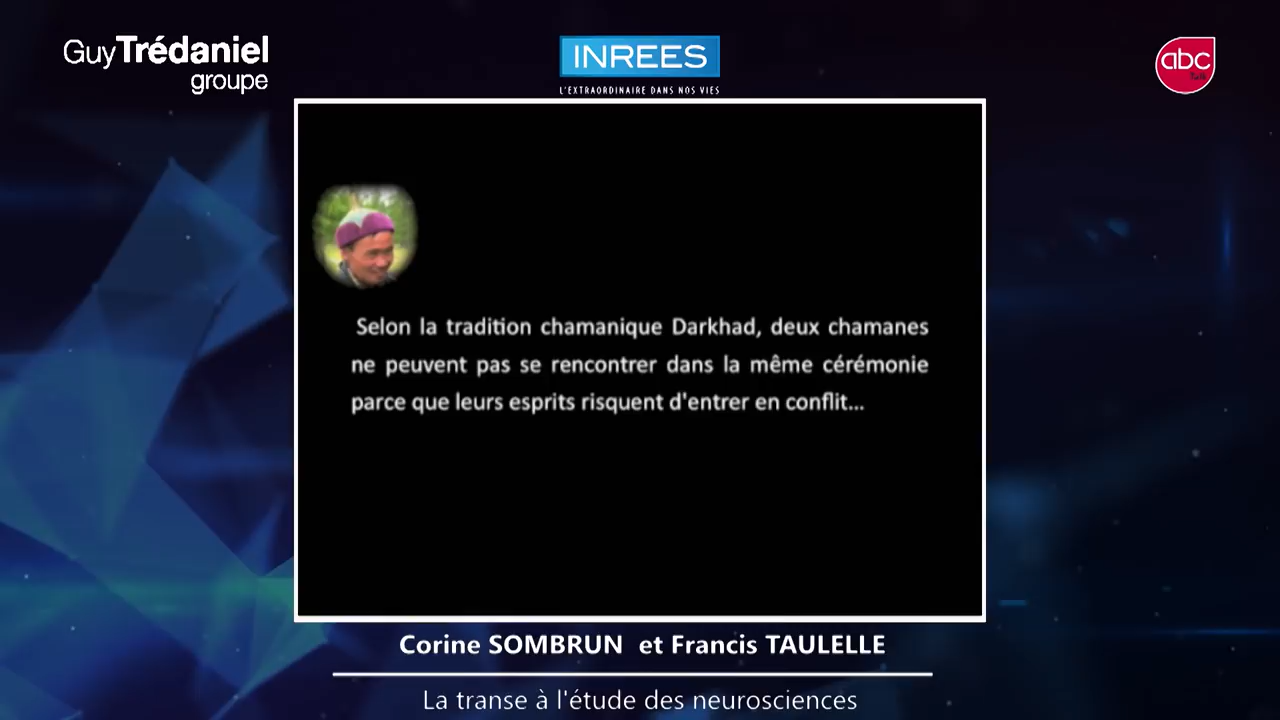 GuyTrédaniel
groupe
INREES
L'EXTRAORDINAIRE DANS NOS VIES
abc
Selon la tradition chamanique Darkhad, deux chamanes
ne peuvent pas se rencontrer dans la même cérémonie
parce que leurs esprits risquent d'entrer en conflit...
Corine SOMBRUN et Francis TAULELLE
La transe à l'étude des neurosciences